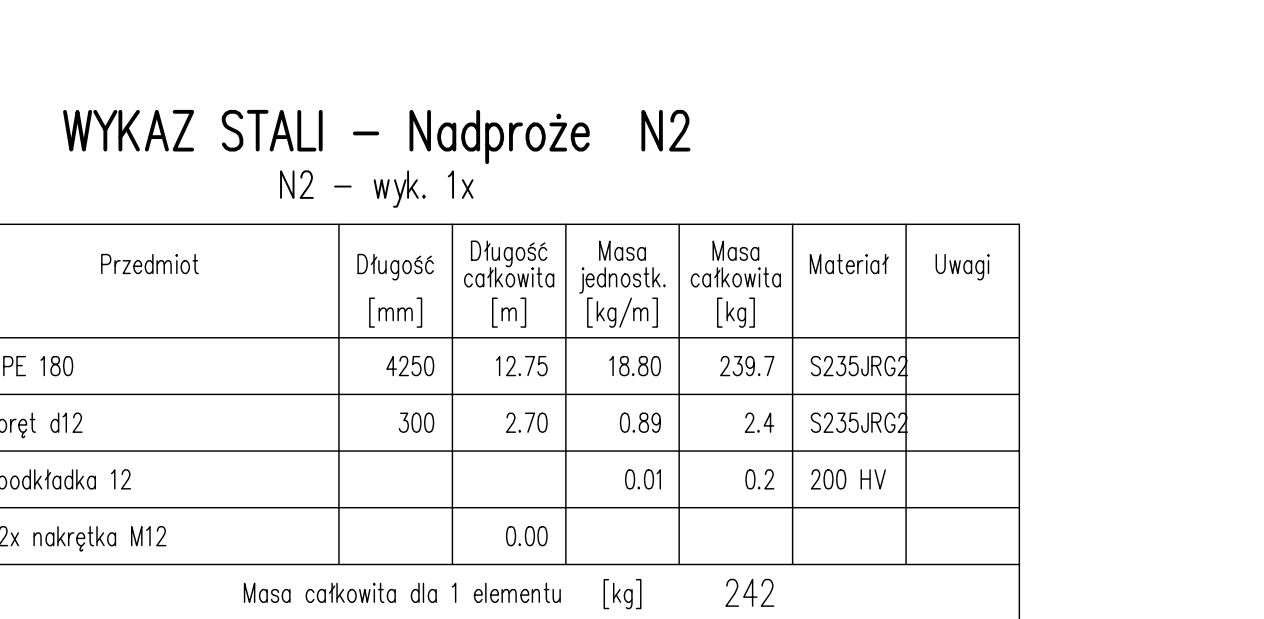 WYKAZ STALI – Nadproże N2
N2 – wyk. 1x
Przedmiot Długość [mm] Długość całkowita [m] Masa jednostk. [kg/m] Masa całkowita [kg] Materiał Uwagi
PE 180 4250 12.75 18.80 239.7 S235JRG2
ręt d12 300 2.70 0.89 2.4 S235JRG2
podkładka 12 0.01 0.2 200 HV
2x nakrętka M12 0.00
Masa całkowita dla 1 elementu [kg] 242